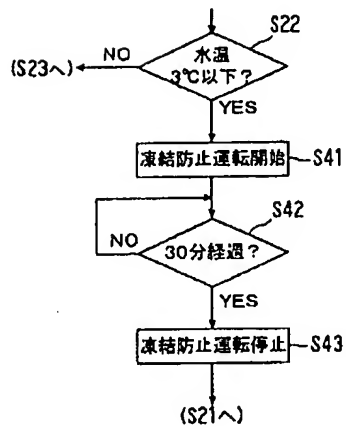 S22
水温
3℃以下?
NO
(S23へ)
YES
凍結防止運転開始
S41
S42
30分経過?
NO
YES
凍結防止運転停止
S43
(S21へ)